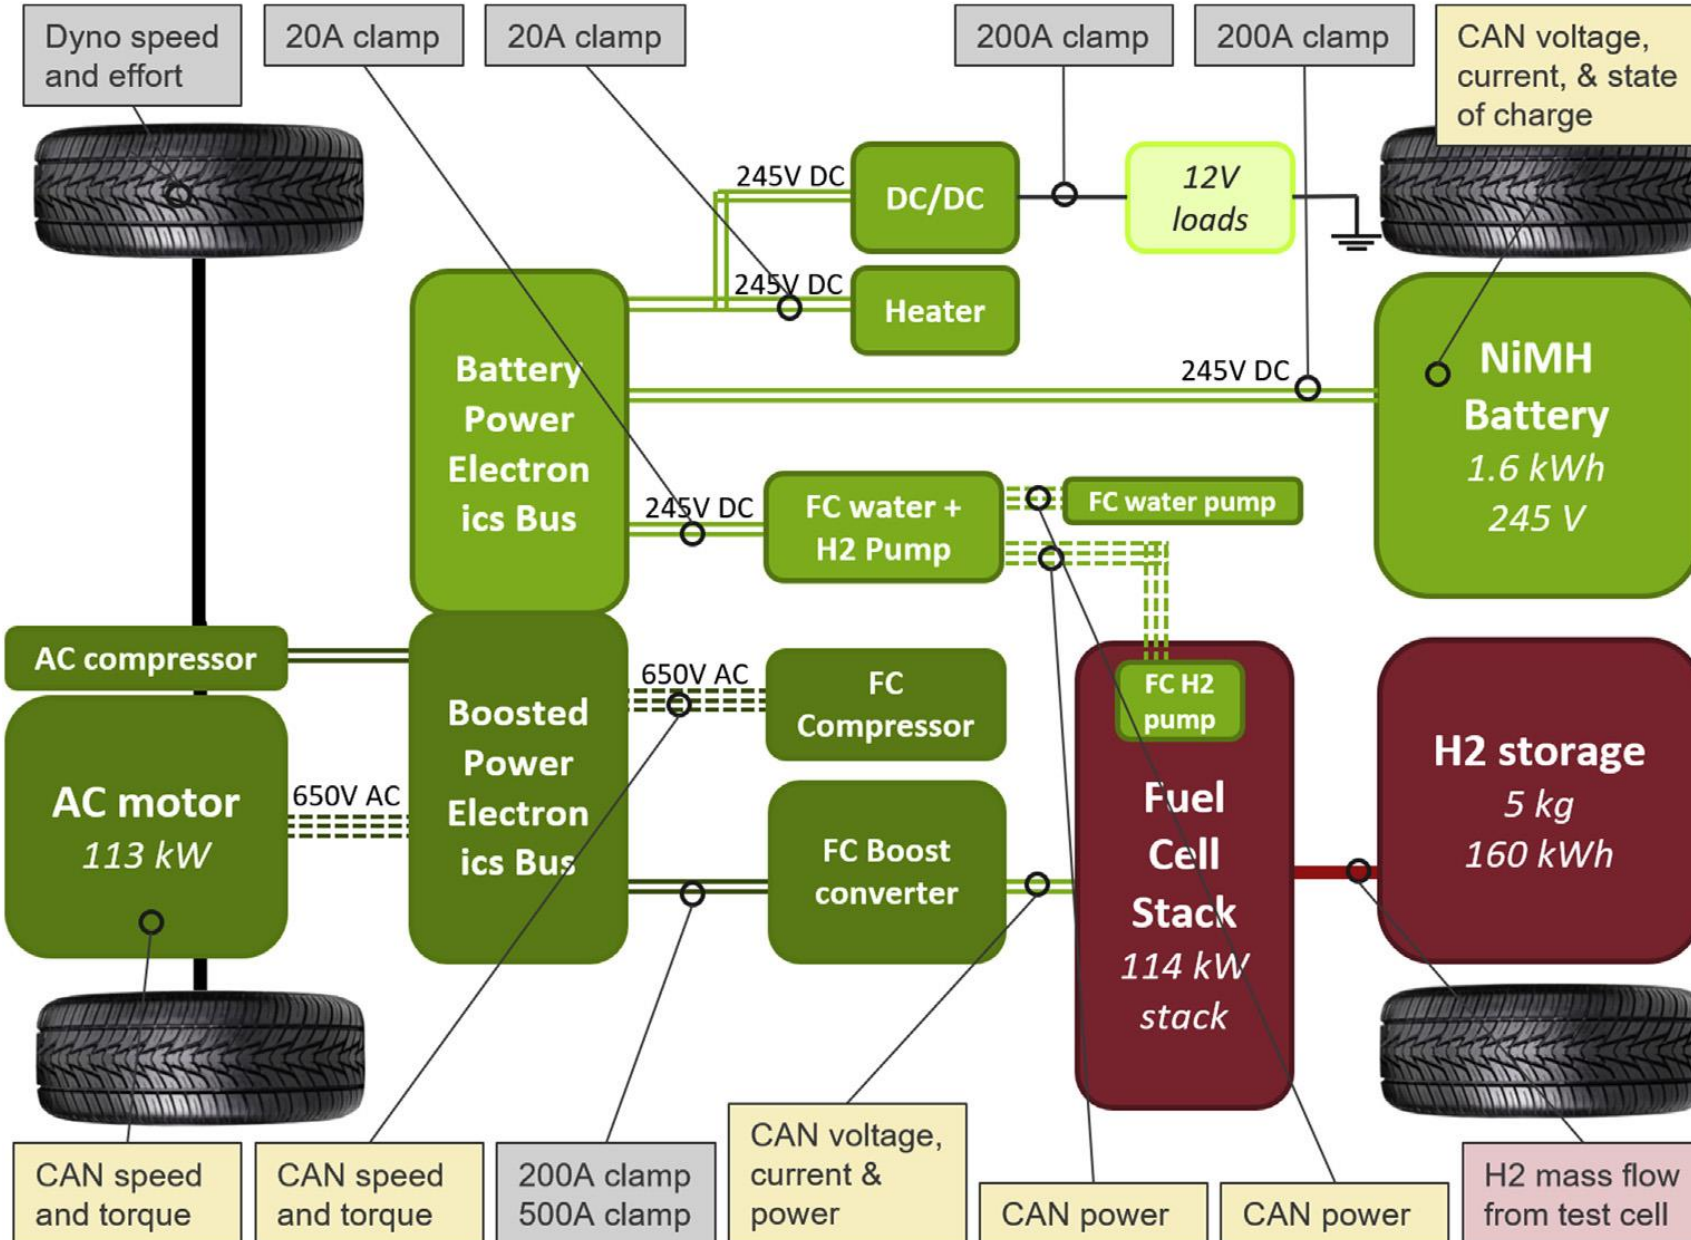 Dyno speed
and effort
20A clamp
20A clamp
200A clamp
200A clamp
CAN voltage,
current, & state
of charge
245V DC
DC/DC
12V
loads
245V DC
Heater
Battery
Power
Electron
ics Bus
245V DC
NiMH
Battery
1.6 kWh
245 V
245V DC
FC water +
H2 Pump
FC water pump
AC compressor
650V AC
FC
Compressor
FC H2
pump
Boosted
Power
Electron
ics Bus
AC motor
113 kW
650V AC
FC Boost
converter
Fuel
Cell
Stack
114 kW
stack
H2 storage
5 kg
160 kWh
CAN speed
and torque
CAN speed
and torque
200A clamp
500A clamp
CAN voltage,
current &
power
CAN power
CAN power
H2 mass flow
from test cell